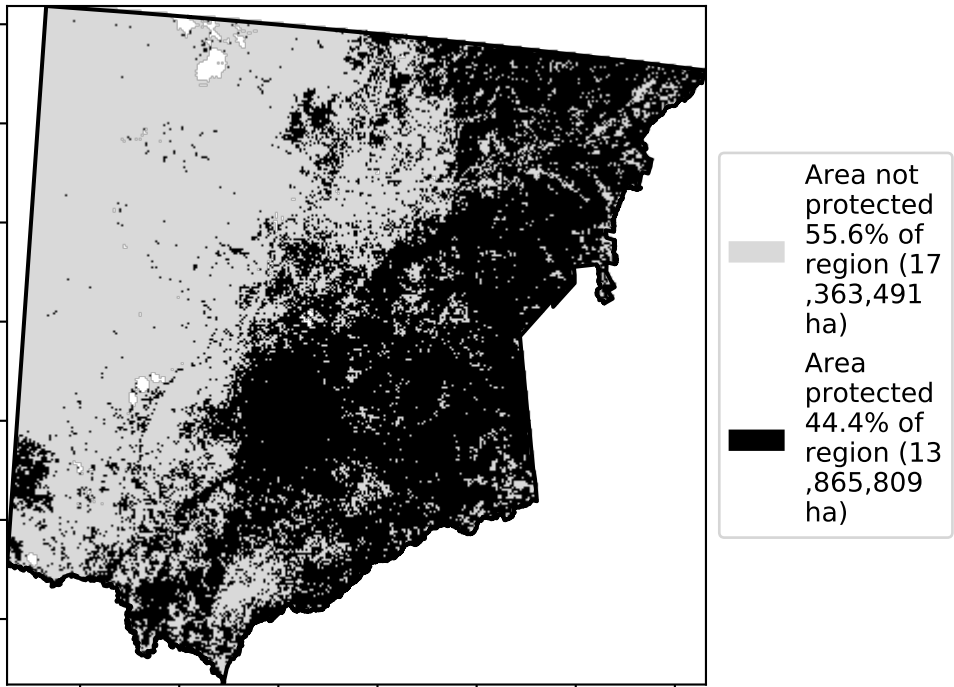 Area not
protected
55.6% of
region (17
,363,491
ha)
Area
protected
44.4% of
region (13
,865,809
ha)